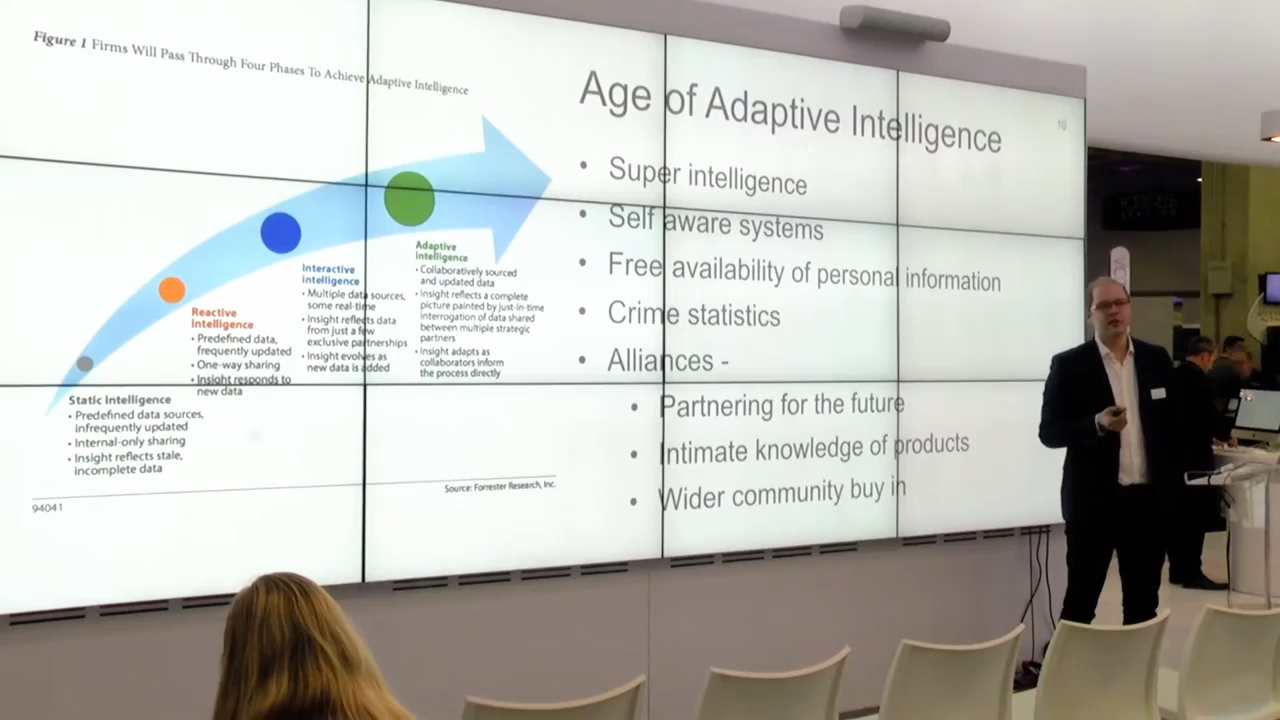 Figure 1 Firms Will Pass Through Four Phases To Achieve Adaptive Intelligence
Static intelligence
• Predefined data sources,
infrequently updated
• Internal-only sharing
• Insight reflects stale,
incomplete data
Reactive
intelligence
• Predefined data,
frequently updated
• One-way sharing
• Insight responds to
new data
Interactive
intelligence
• Multiple data sources,
some real-time
• Insight reflects data
from just a few
exclusive partnerships
• Insight evolves as
new data is added
Adaptive
intelligence
• Collaboratively sourced
and updated data
• Insight reflects a complete
picture painted by just-in-time
interrogation of data shared
between multiple strategic
partners
• Insight adapts as
collaborators inform
the process directly
94041
Source: Forrester Research, Inc.
Age of Adaptive Intelligence
10
• Super intelligence
• Self aware systems
• Free availability of personal information
• Crime statistics
• Alliances -
• Partnering for the future
• Intimate knowledge of products
• Wider community buy in